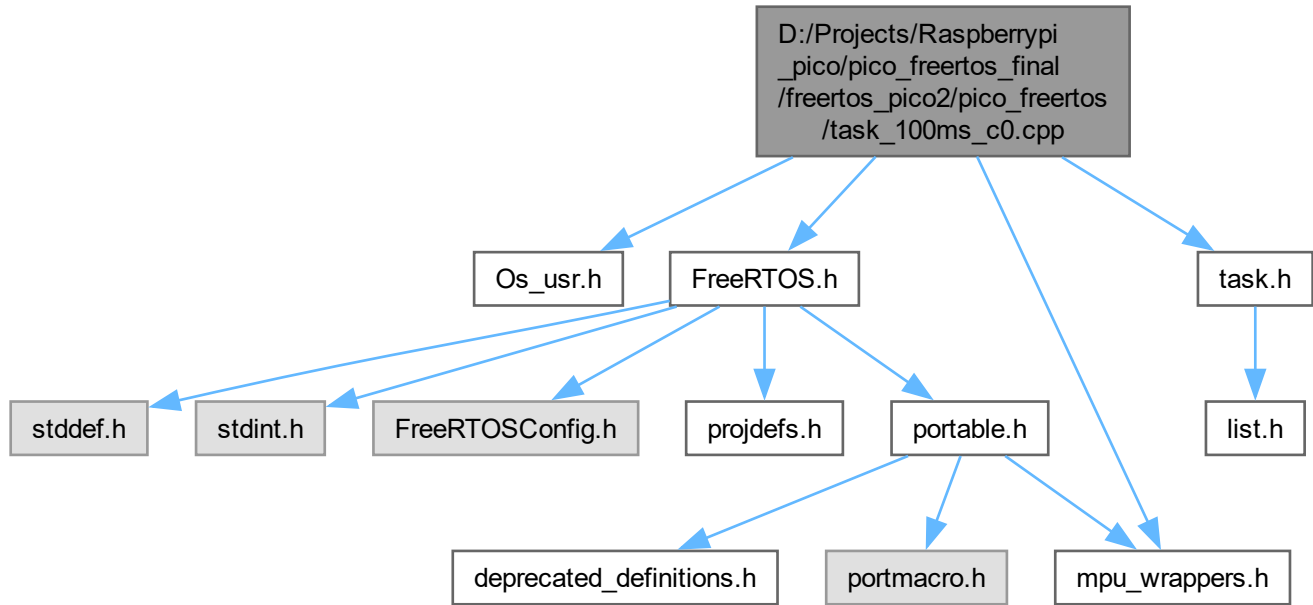 D:/Projects/Raspberrypi
_pico/pico_freertos_final
/freertos_pico2/pico_freertos
/task_100ms_c0.cpp
Os_usr.h
FreeRTOS.h
task.h
stddef.h
stdint.h
FreeRTOSConfig.h
projdefs.h
portable.h
list.h
deprecated_definitions.h
portmacro.h
mpu_wrappers.h